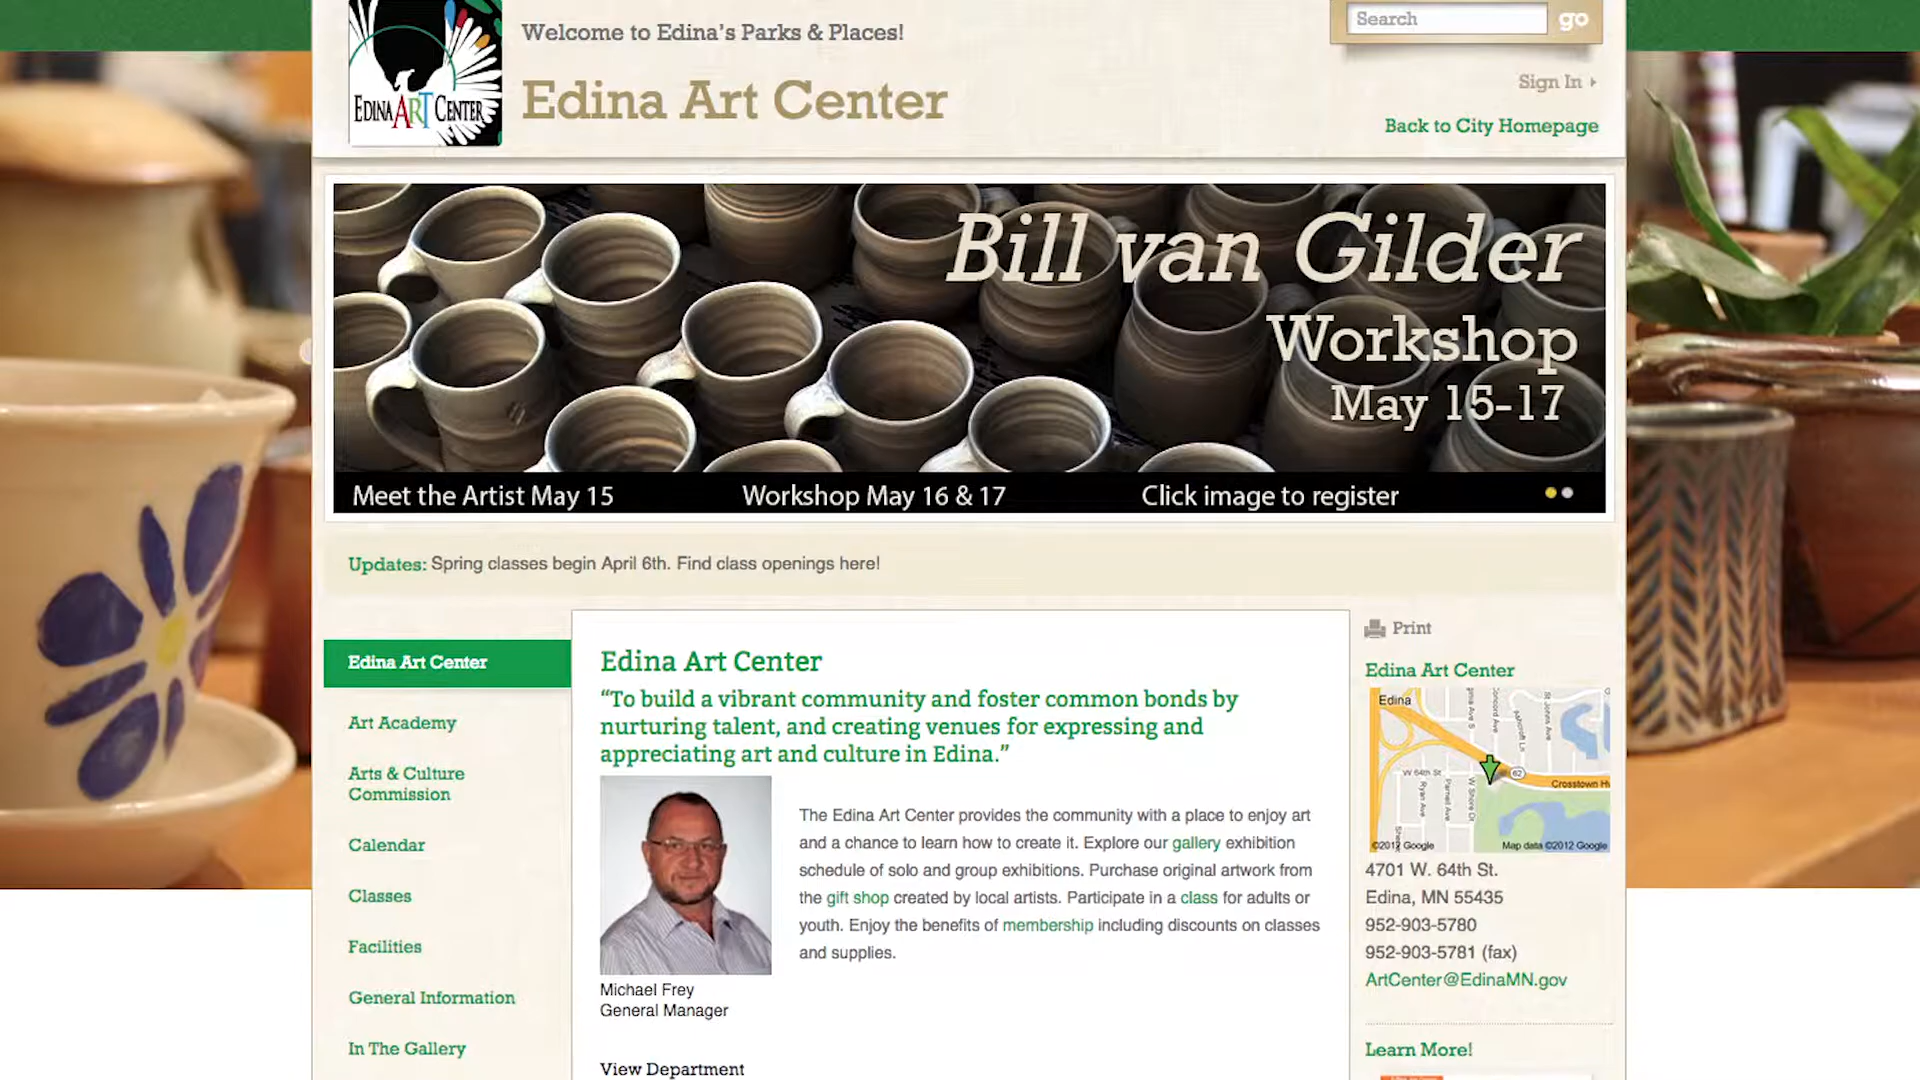 EDINA ART CENTER
Welcome to Edina's Parks & Places!
Edina Art Center
Search
go
Sign In
Back to City Homepage
Bill van Gilder
Workshop
May 15-17
Meet the Artist May 15
Workshop May 16 & 17
Click image to register
Updates: Spring classes begin April 6th. Find class openings here!
Edina Art Center
Art Academy
Arts & Culture
Commission
Calendar
Classes
Facilities
General Information
In The Gallery
Edina Art Center
“To build a vibrant community and foster common bonds by
nurturing talent, and creating venues for expressing and
appreciating art and culture in Edina.”
The Edina Art Center provides the community with a place to enjoy art
and a chance to learn how to create it. Explore our gallery exhibition
schedule of solo and group exhibitions. Purchase original artwork from
the gift shop created by local artists. Participate in a class for adults or
youth. Enjoy the benefits of membership including discounts on classes
and supplies.
Michael Frey
General Manager
View Department
Print
Edina Art Center
Edina
W 64th St
62
Crosstown
©2012 Google
Map data ©2012 Google
4701 W. 64th St.
Edina, MN 55435
952-903-5780
952-903-5781 (fax)
ArtCenter@EdinaMN.gov
Learn More!